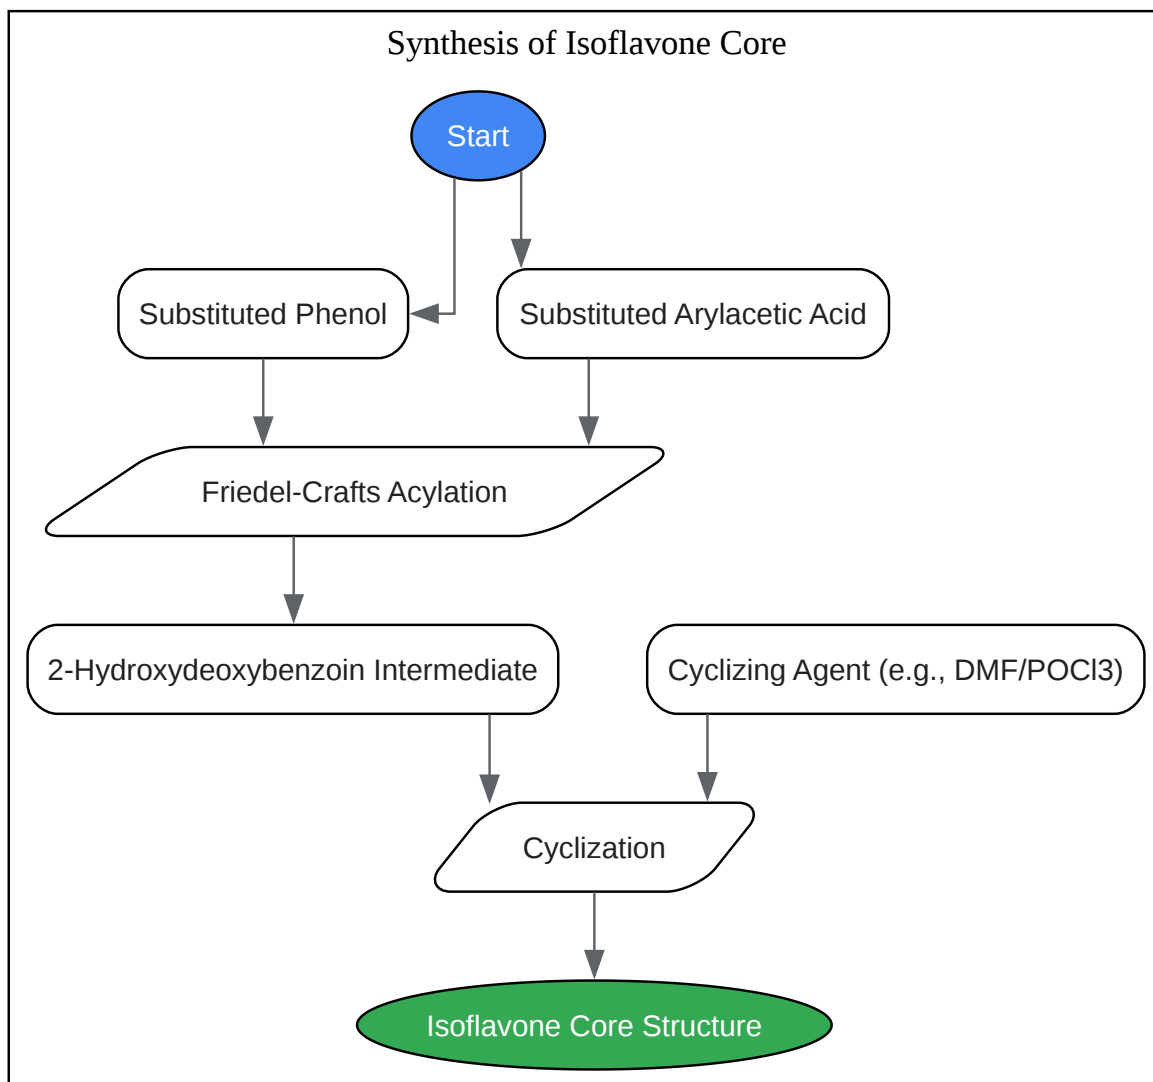 Synthesis of Isoflavone Core
Start
Substituted Phenol
Substituted Arylacetic Acid
Friedel-Crafts Acylation
2-Hydroxydeoxybenzoin Intermediate
Cyclizing Agent (e.g., DMF/POCl3)
Cyclization
Isoflavone Core Structure